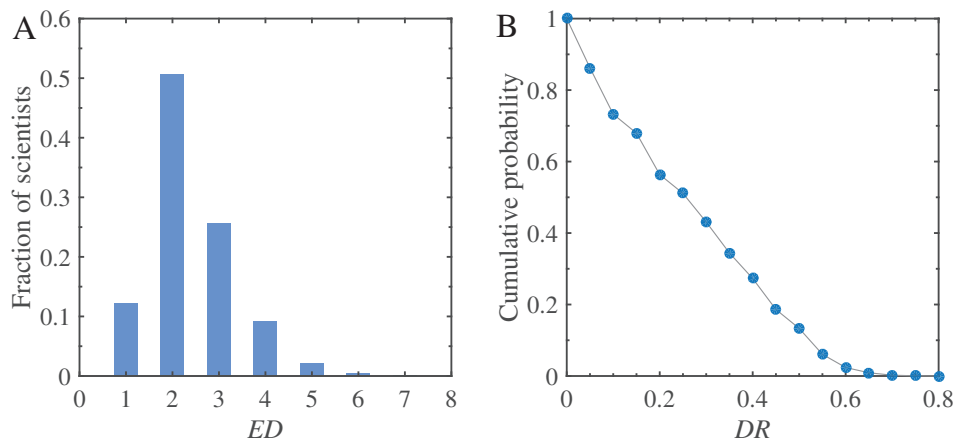 A
Fraction of scientists
0.6
0.5
0.4
0.3
0.2
0.1
0
1 2 3 4 5 6 7 8
ED
B
Cumulative probability
1
0.8
0.6
0.4
0.2
0
0 0.2 0.4 0.6 0.8
DR